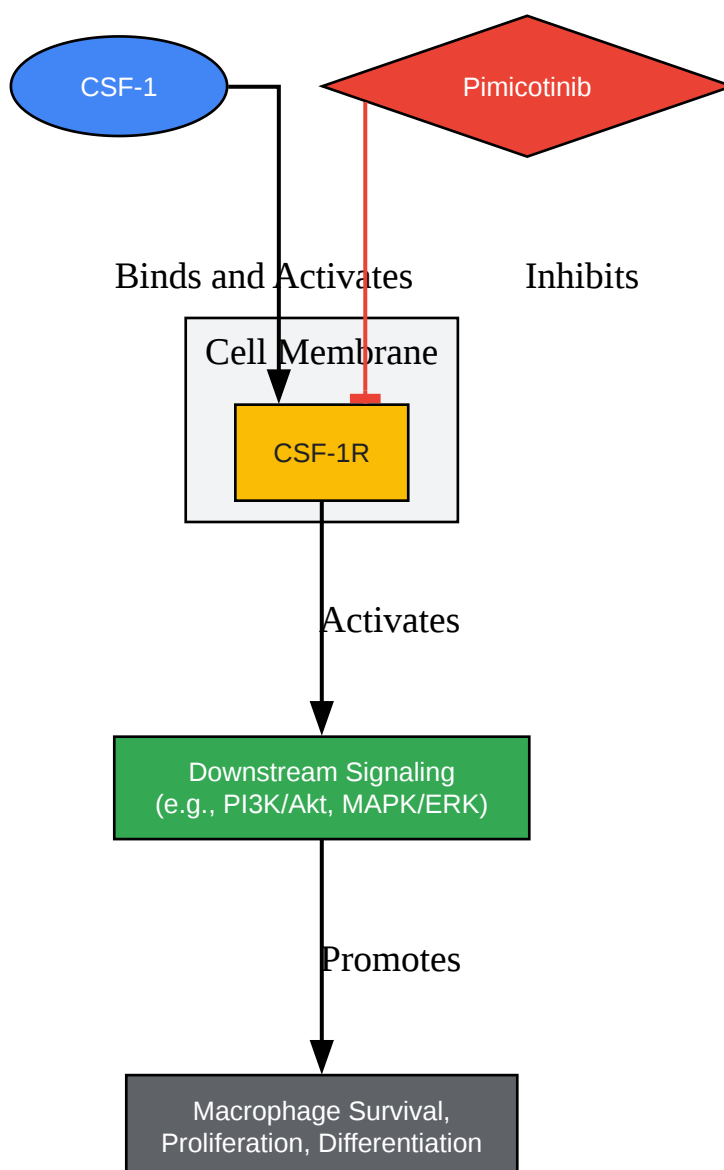 CSF-1
Pimicotinib
Binds and Activates
Inhibits
Cell Membrane
CSF-1R
Activates
Downstream Signaling
(e.g., PI3K/Akt, MAPK/ERK)
Promotes
Macrophage Survival,
Proliferation, Differentiation